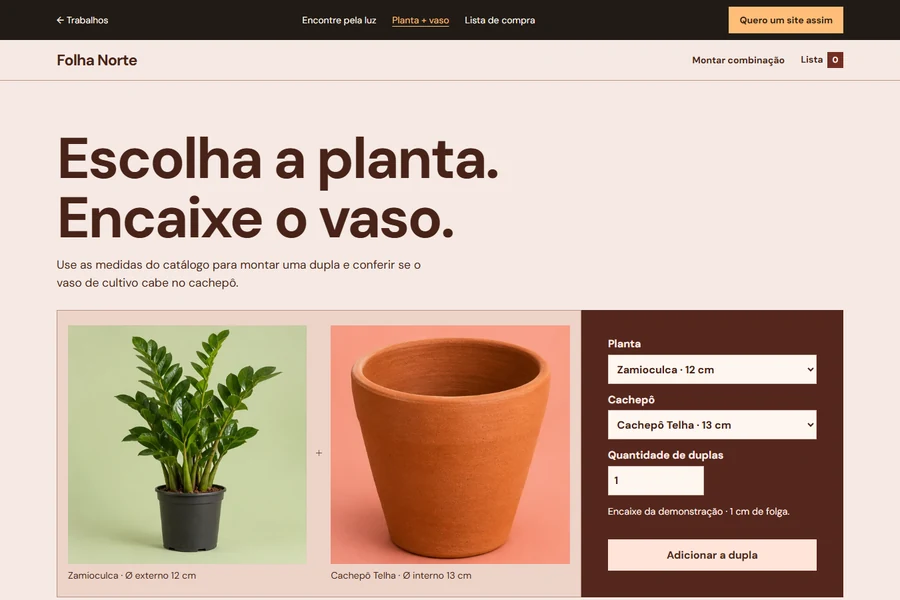 ← Trabalhos
Encontre pela luz
Planta + vaso
Lista de compra
Quero um site assim
Folha Norte
Montar combinação
Lista 0
Escolha a planta.
Encaixe o vaso.
Use as medidas do catálogo para montar uma dupla e conferir se o
vaso de cultivo cabe no cachepô.
+
Zamioculca · Ø externo 12 cm
Cachepô Telha · Ø interno 13 cm
Planta
Zamioculca · 12 cm
Cachepô
Cachepô Telha · 13 cm
Quantidade de duplas
1
Encaixe da demonstração · 1 cm de folga.
Adicionar a dupla